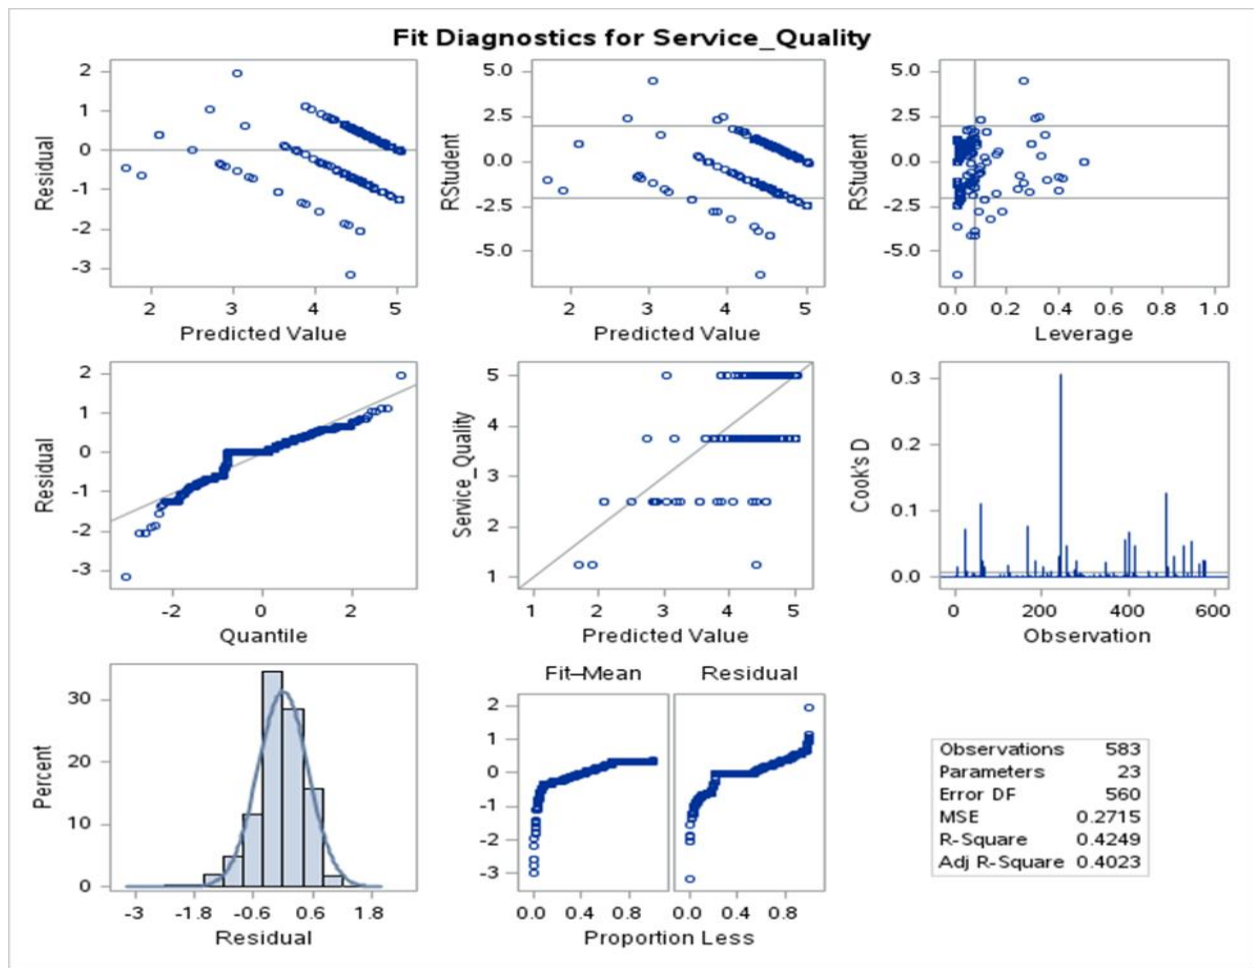 Fit Diagnostics for Service_Quality
2
1
0
-1
-2
-3
Residual
2 3 4 5
Predicted Value
5.0
2.5
0.0
-2.5
-5.0
RStudent
2 3 4 5
Predicted Value
5.0
2.5
0.0
-2.5
-5.0
RStudent
0.0 0.2 0.4 0.6 0.8 1.0
Leverage
2
1
0
-1
-2
-3
Residual
-2 0 2
Quantile
5
4
3
2
1
Service_Quality
1 2 3 4 5
Predicted Value
0.3
0.2
0.1
0.0
Cook's D
0 200 400 600
Observation
30
20
10
0
Percent
-3 -1.8 -0.6 0.6 1.8
Residual
Fit–Mean Residual
2
1
0
-1
-2
-3
0.0 0.4 0.8 0.0 0.4 0.8
Proportion Less
Observations 583
Parameters 23
Error DF 560
MSE 0.2715
R-Square 0.4249
Adj R-Square 0.4023